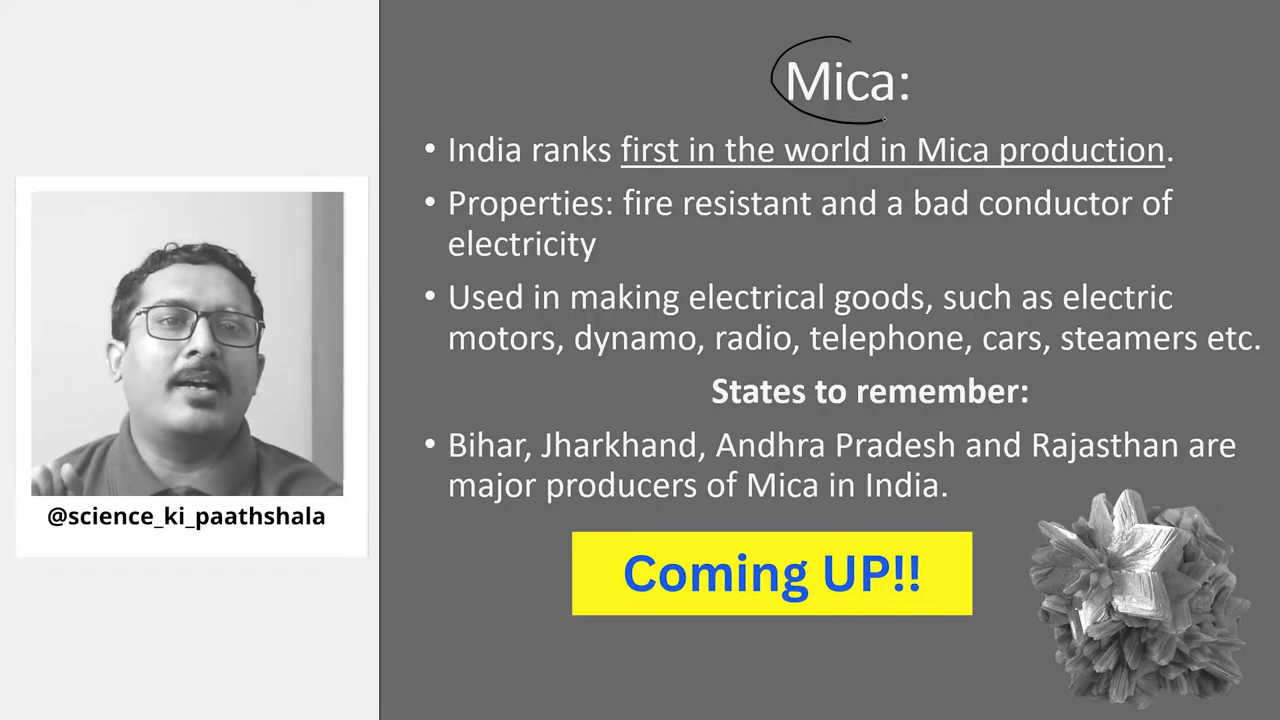 Mica:
• India ranks first in the world in Mica production.
• Properties: fire resistant and a bad conductor of
electricity
• Used in making electrical goods, such as electric
motors, dynamo, radio, telephone, cars, steamers etc.
States to remember:
• Bihar, Jharkhand, Andhra Pradesh and Rajasthan are
major producers of Mica in India.
Coming UP!!
@science_ki_paathshala